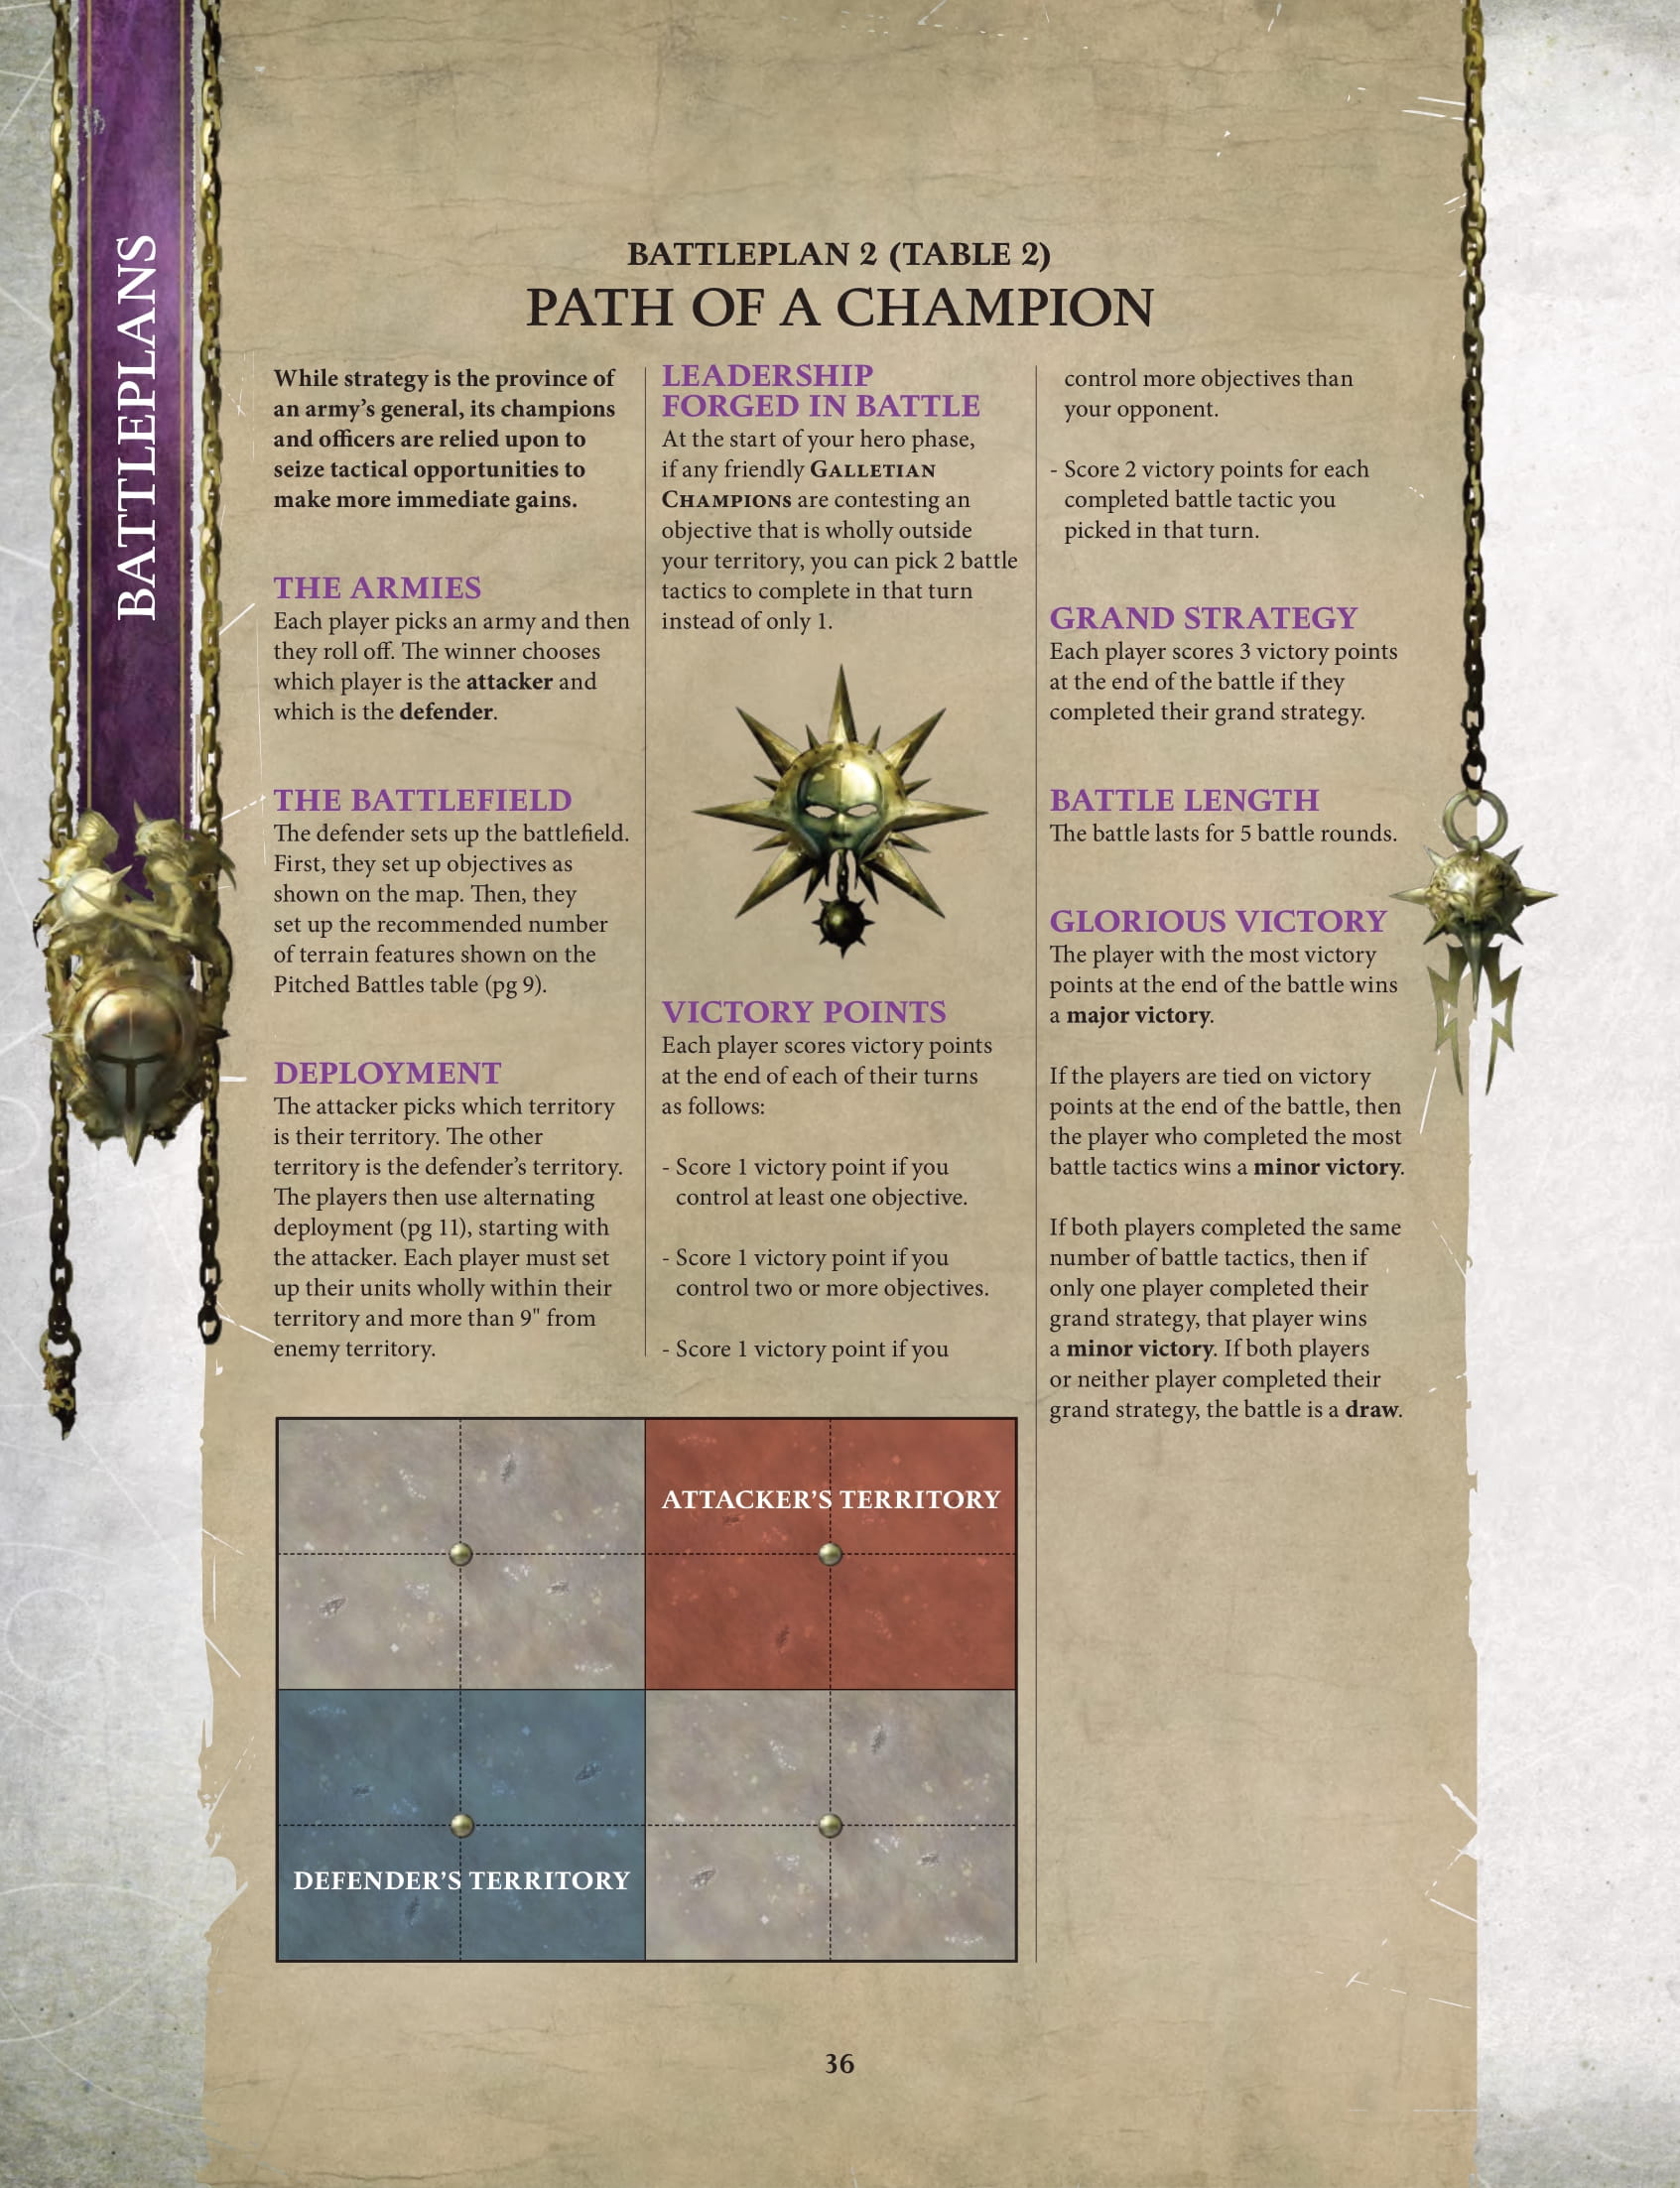 BATTLEPLANS
BATTLEPLAN 2 (TABLE 2)
PATH OF A CHAMPION
While strategy is the province of
an army's general, its champions
and officers are relied upon to
seize tactical opportunities to
make more immediate gains.
THE ARMIES
Each player picks an army and then
they roll off. The winner chooses
which player is the attacker and
which is the defender.
THE BATTLEFIELD
The defender sets up the battlefield.
First, they set up objectives as
shown on the map. Then, they
set up the recommended number
of terrain features shown on the
Pitched Battles table (pg 9).
DEPLOYMENT
The attacker picks which territory
is their territory. The other
territory is the defender's territory.
The players then use alternating
deployment (pg 11), starting with
the attacker. Each player must set
up their units wholly within their
territory and more than 9" from
enemy territory.
LEADERSHIP
FORGED IN BATTLE
At the start of your hero phase,
if any friendly GALLETIAN
CHAMPIONS are contesting an
objective that is wholly outside
your territory, you can pick 2 battle
tactics to complete in that turn
instead of only 1.
VICTORY POINTS
Each player scores victory points
at the end of each of their turns
as follows:
- Score 1 victory point if you
control at least one objective.
- Score 1 victory point if you
control two or more objectives.
- Score 1 victory point if you
control more objectives than
your opponent.
- Score 2 victory points for each
completed battle tactic you
picked in that turn.
GRAND STRATEGY
Each player scores 3 victory points
at the end of the battle if they
completed their grand strategy.
BATTLE LENGTH
The battle lasts for 5 battle rounds.
GLORIOUS VICTORY
The player with the most victory
points at the end of the battle wins
a major victory.
If the players are tied on victory
points at the end of the battle, then
the player who completed the most
battle tactics wins a minor victory.
If both players completed the same
number of battle tactics, then if
only one player completed their
grand strategy, that player wins
a minor victory. If both players
or neither player completed their
grand strategy, the battle is a draw.
ATTACKER'S TERRITORY
DEFENDER'S TERRITORY
36